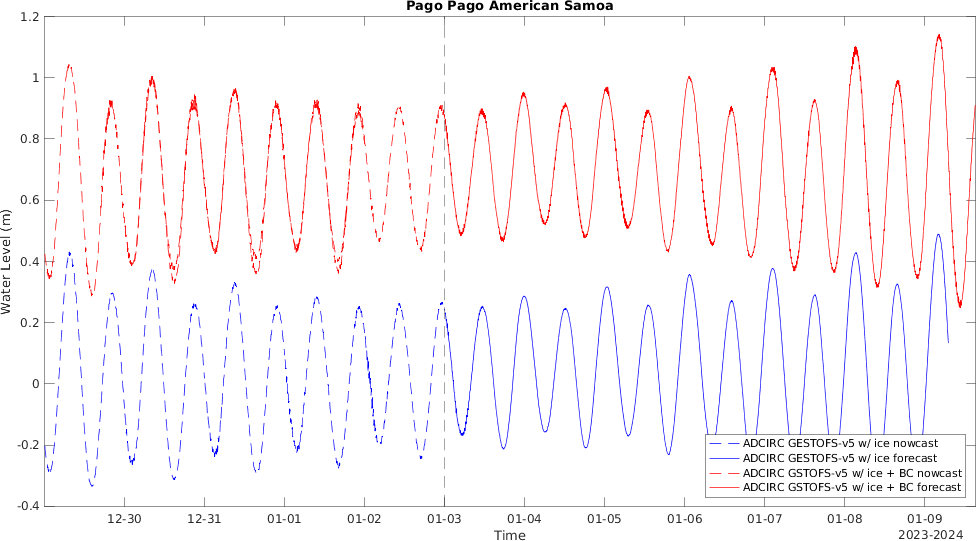 Pago Pago American Samoa
1.2
1
0.8
0.6
0.4
0.2
0
-0.2
-0.4
Water Level (m)
12-30 12-31 01-01 01-02 01-03 01-04 01-05 01-06 01-07 01-08 01-09
Time
2023-2024
ADCIRC GESTOFS-v5 w/ ice nowcast
ADCIRC GESTOFS-v5 w/ ice forecast
ADCIRC GSTOFS-v5 w/ ice + BC nowcast
ADCIRC GSTOFS-v5 w/ ice + BC forecast